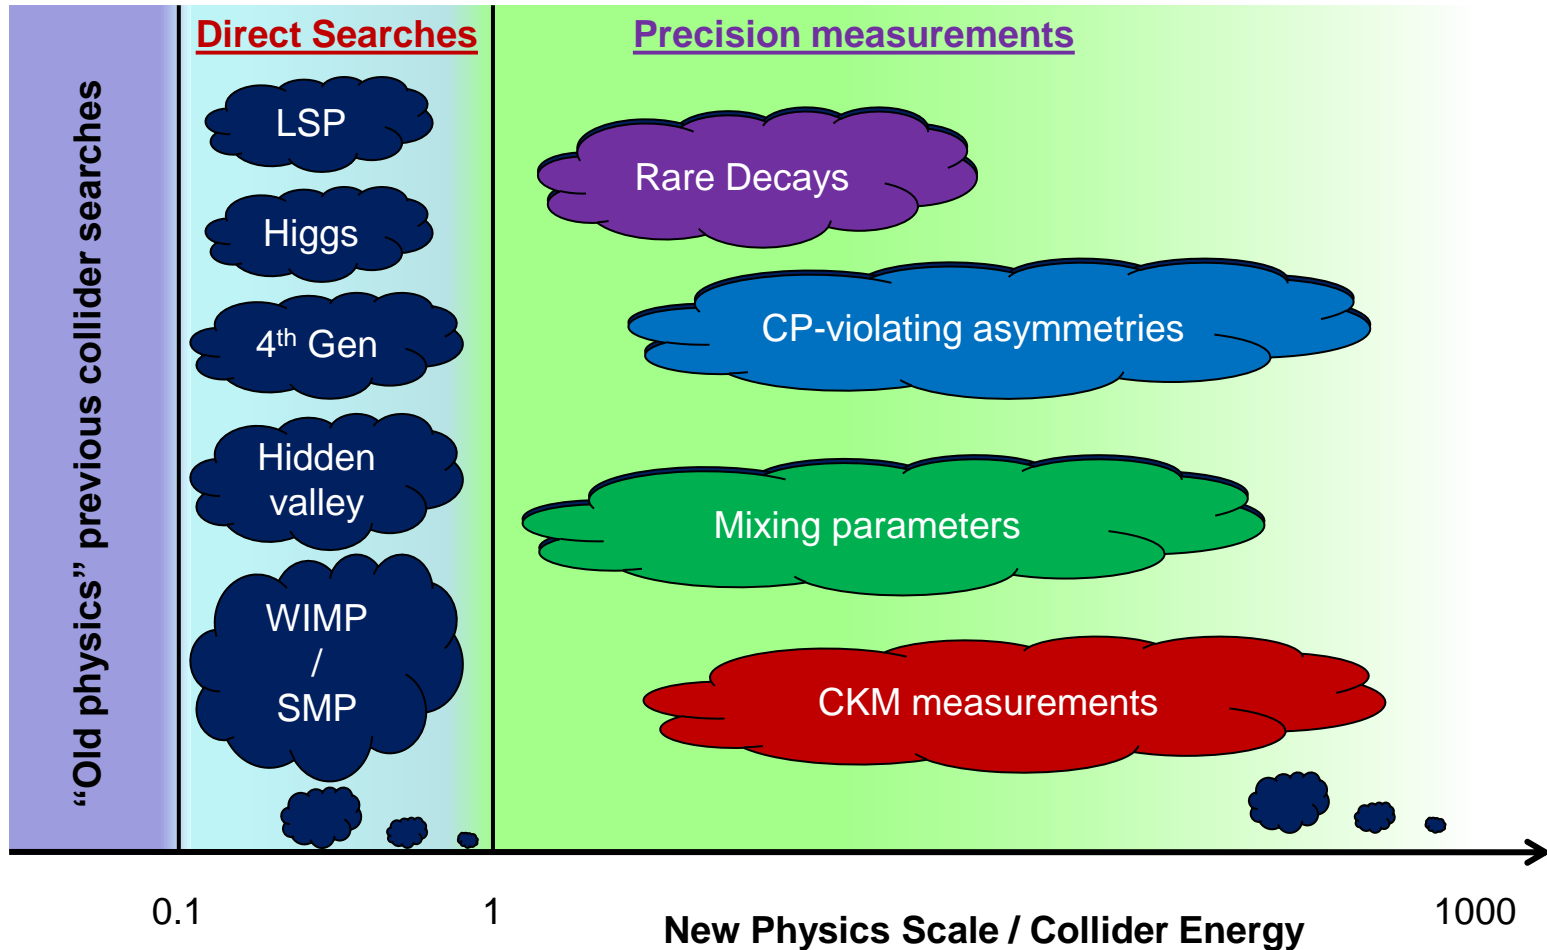 Direct Searches
Precision measurements
“Old physics” previous collider searches
LSP
Higgs
4th Gen
Hidden
valley
WIMP
/
SMP
Rare Decays
CP-violating asymmetries
Mixing parameters
CKM measurements
0.1
1
1000
New Physics Scale / Collider Energy